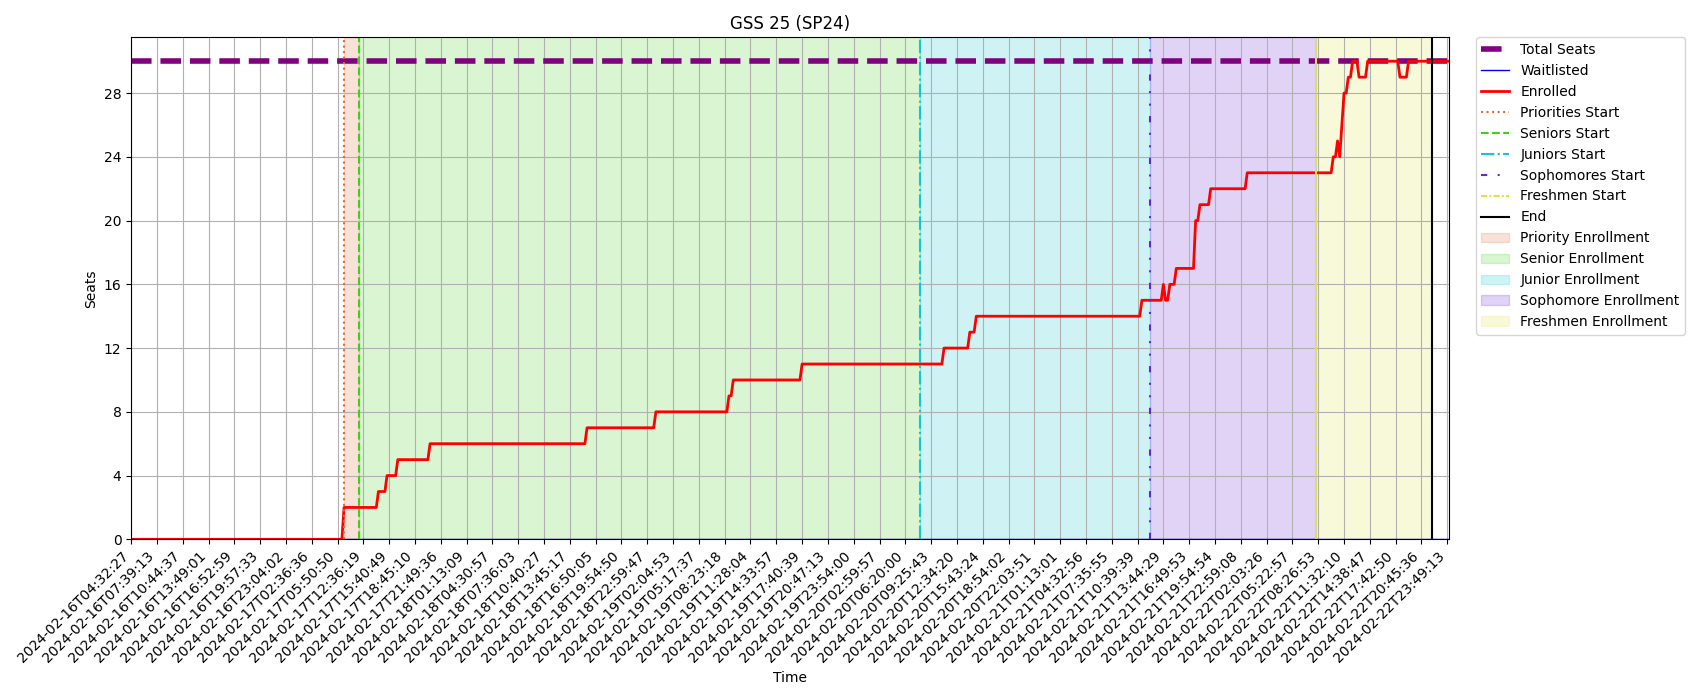 GSS 25 (SP24)
Seats
28
24
20
16
12
8
4
0
2024-02-16T04:32:27
2024-02-16T07:39:13
2024-02-16T10:44:37
2024-02-16T13:49:01
2024-02-16T16:52:59
2024-02-16T19:57:33
2024-02-16T23:04:02
2024-02-17T02:36:36
2024-02-17T05:50:50
2024-02-17T12:36:19
2024-02-17T15:40:49
2024-02-17T18:45:10
2024-02-17T21:49:36
2024-02-18T01:13:09
2024-02-18T04:30:57
2024-02-18T07:36:03
2024-02-18T10:40:27
2024-02-18T13:45:17
2024-02-18T16:50:05
2024-02-18T19:54:50
2024-02-18T22:59:47
2024-02-19T02:04:53
2024-02-19T05:17:37
2024-02-19T08:23:18
2024-02-19T11:28:04
2024-02-19T14:33:57
2024-02-19T17:40:39
2024-02-19T20:47:13
2024-02-19T23:54:00
2024-02-20T02:59:57
2024-02-20T06:20:00
2024-02-20T09:25:43
2024-02-20T12:34:20
2024-02-20T15:43:24
2024-02-20T18:54:02
2024-02-20T22:03:51
2024-02-21T01:13:01
2024-02-21T04:32:56
2024-02-21T07:35:55
2024-02-21T10:39:39
2024-02-21T13:44:29
2024-02-21T16:49:53
2024-02-21T19:54:54
2024-02-21T22:59:08
2024-02-22T02:03:26
2024-02-22T05:22:57
2024-02-22T08:26:53
2024-02-22T11:32:10
2024-02-22T14:38:47
2024-02-22T17:42:50
2024-02-22T20:45:36
2024-02-22T23:49:13
Time
Total Seats
Waitlisted
Enrolled
Priorities Start
Seniors Start
Juniors Start
Sophomores Start
Freshmen Start
End
Priority Enrollment
Senior Enrollment
Junior Enrollment
Sophomore Enrollment
Freshmen Enrollment